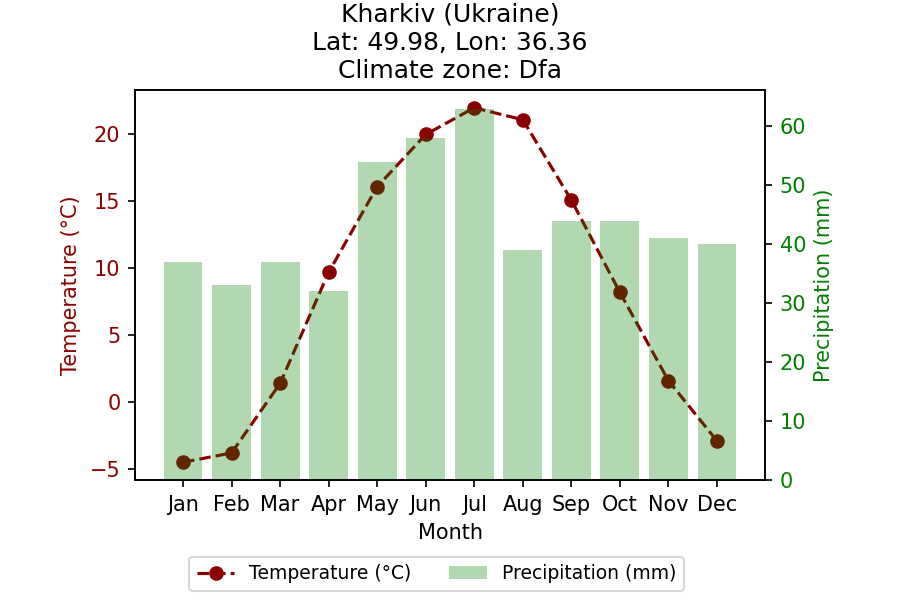 Kharkiv (Ukraine)
Lat: 49.98, Lon: 36.36
Climate zone: Dfa
Temperature (°C)
20
15
10
5
0
−5
60
50
40
30
20
10
0
Precipitation (mm)
Jan Feb Mar Apr May Jun Jul Aug Sep Oct Nov Dec
Month
Temperature (°C) Precipitation (mm)